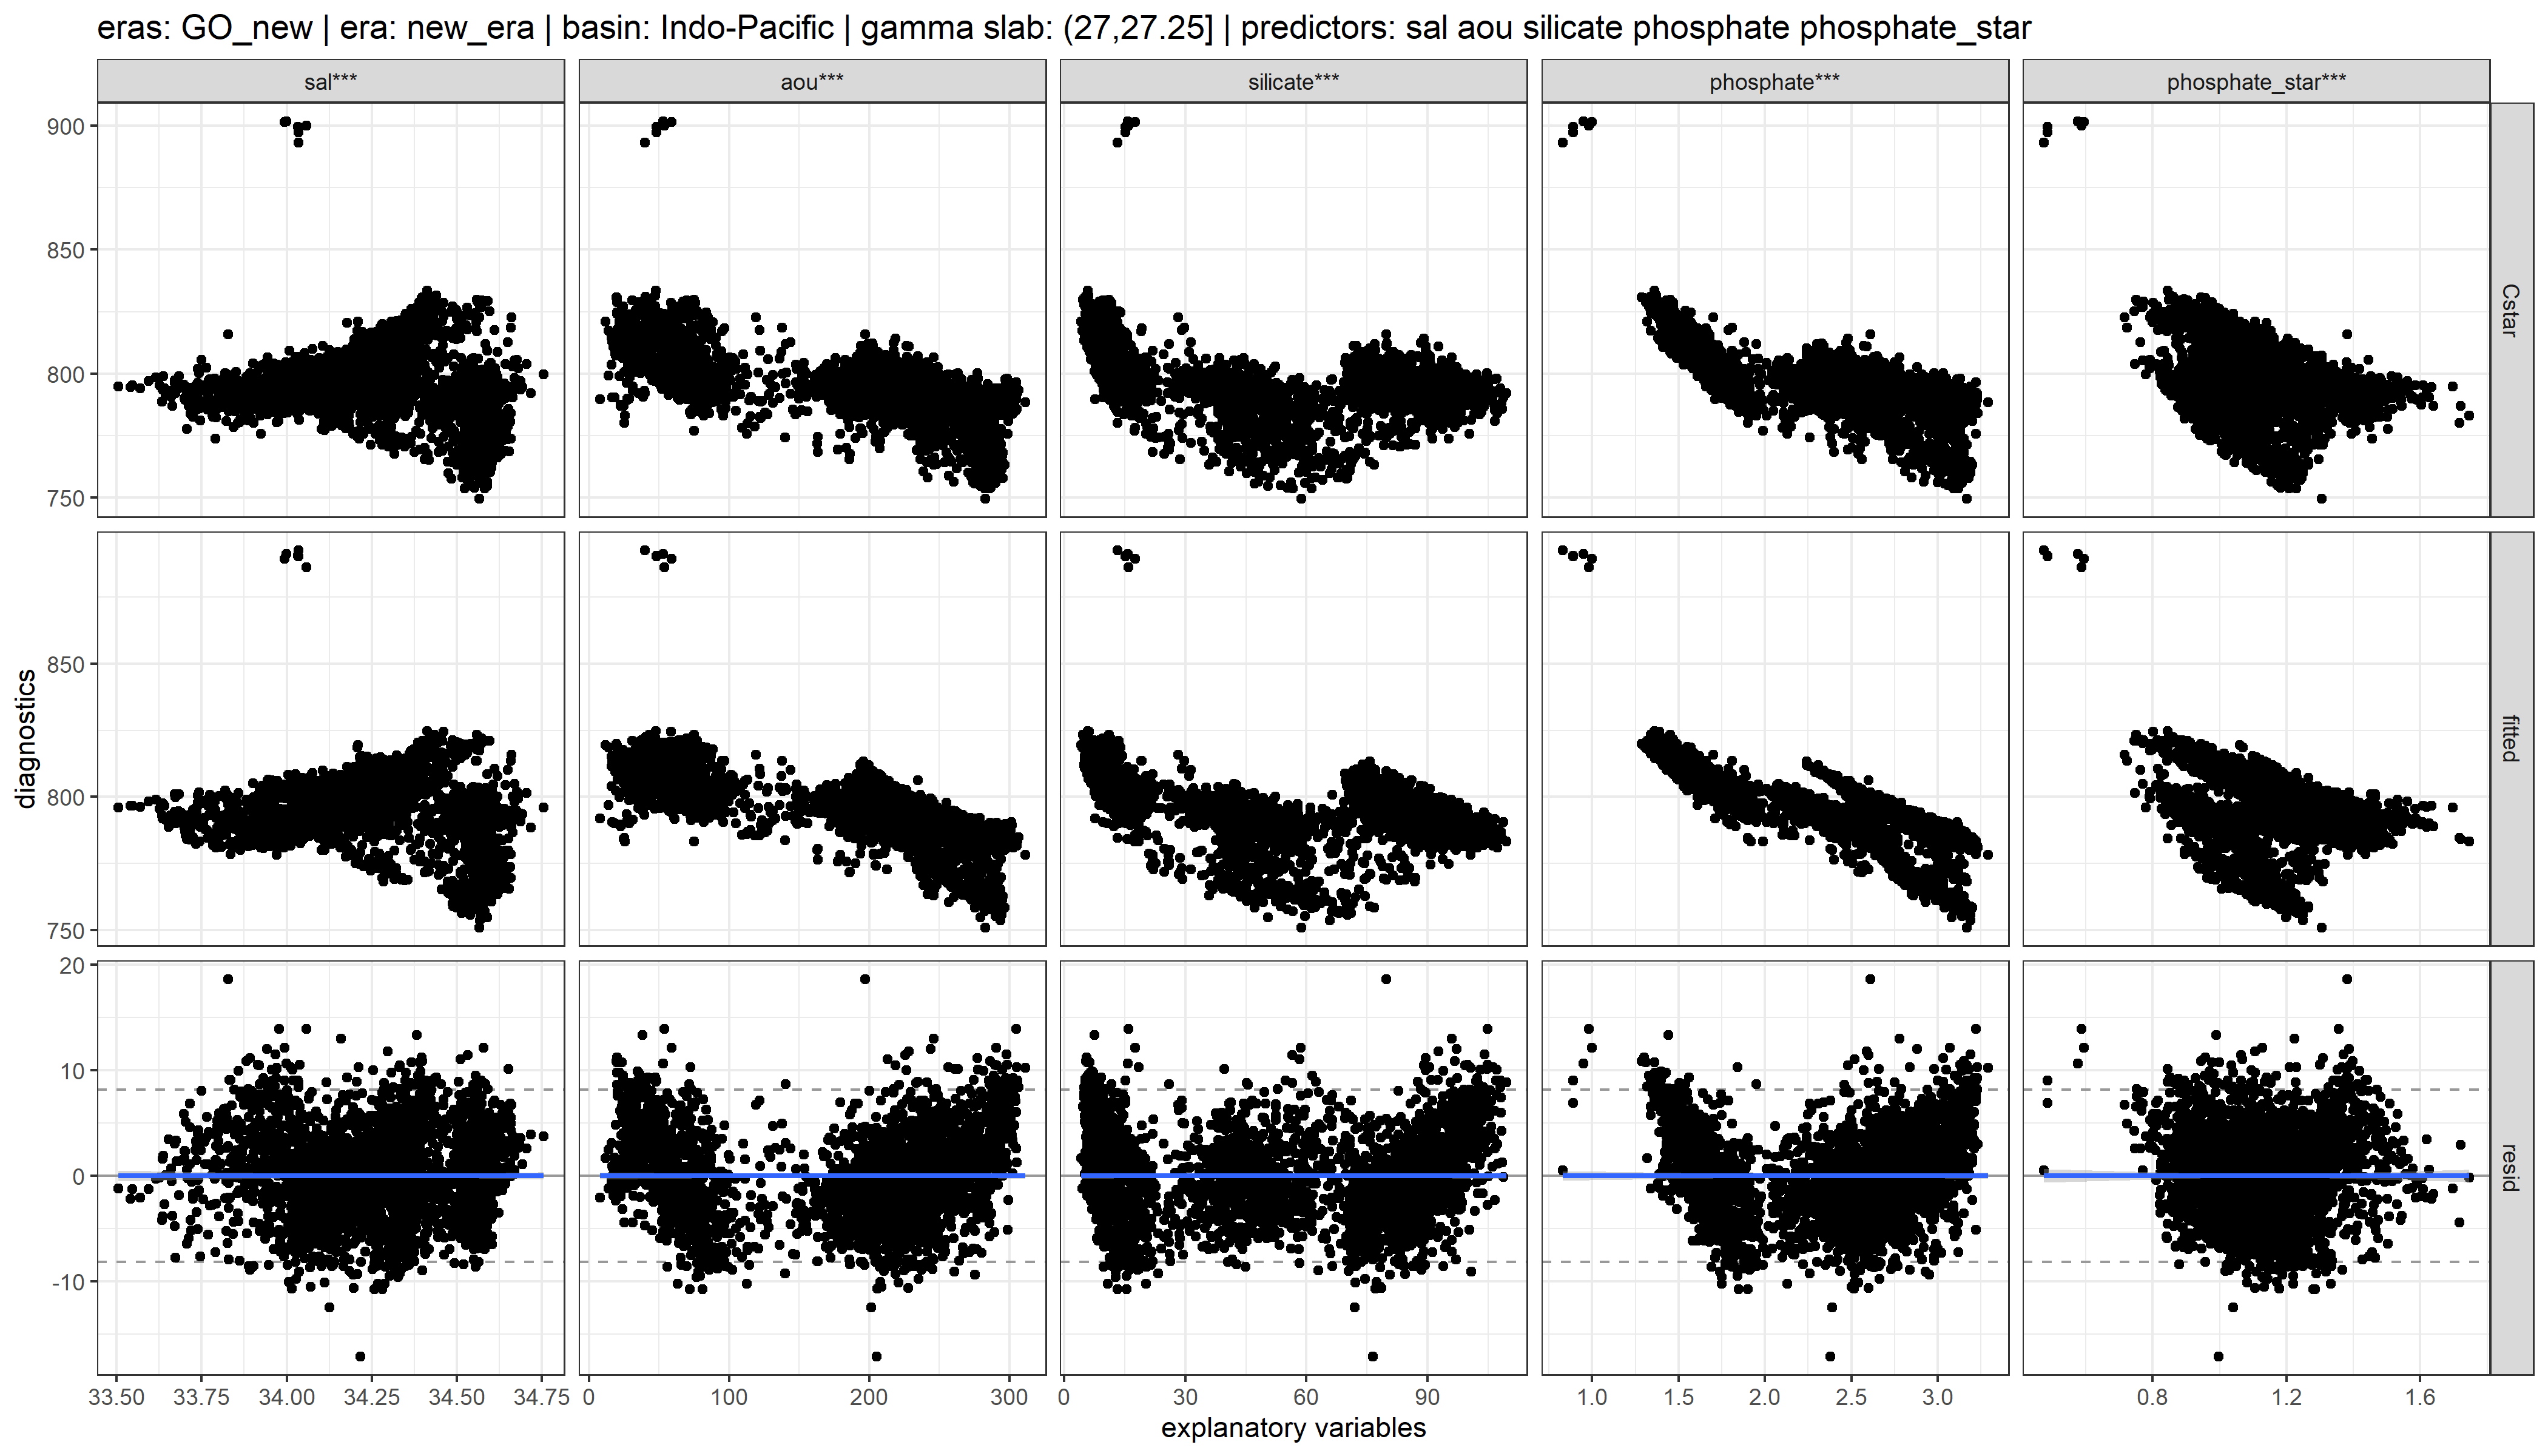 eras: GO_new | era: new_era | basin: Indo-Pacific | gamma slab: (27,27.25] | predictors: sal aou silicate phosphate phosphate_star
sal*** aou*** silicate*** phosphate*** phosphate_star***
900
850
800
750
Cstar
850
800
750
fitted
20
10
0
-10
resid
diagnostics
33.50 33.75 34.00 34.25 34.50 34.75 0 100 200 300 0 30 60 90 1.0 1.5 2.0 2.5 3.0 0.8 1.2 1.6
explanatory variables